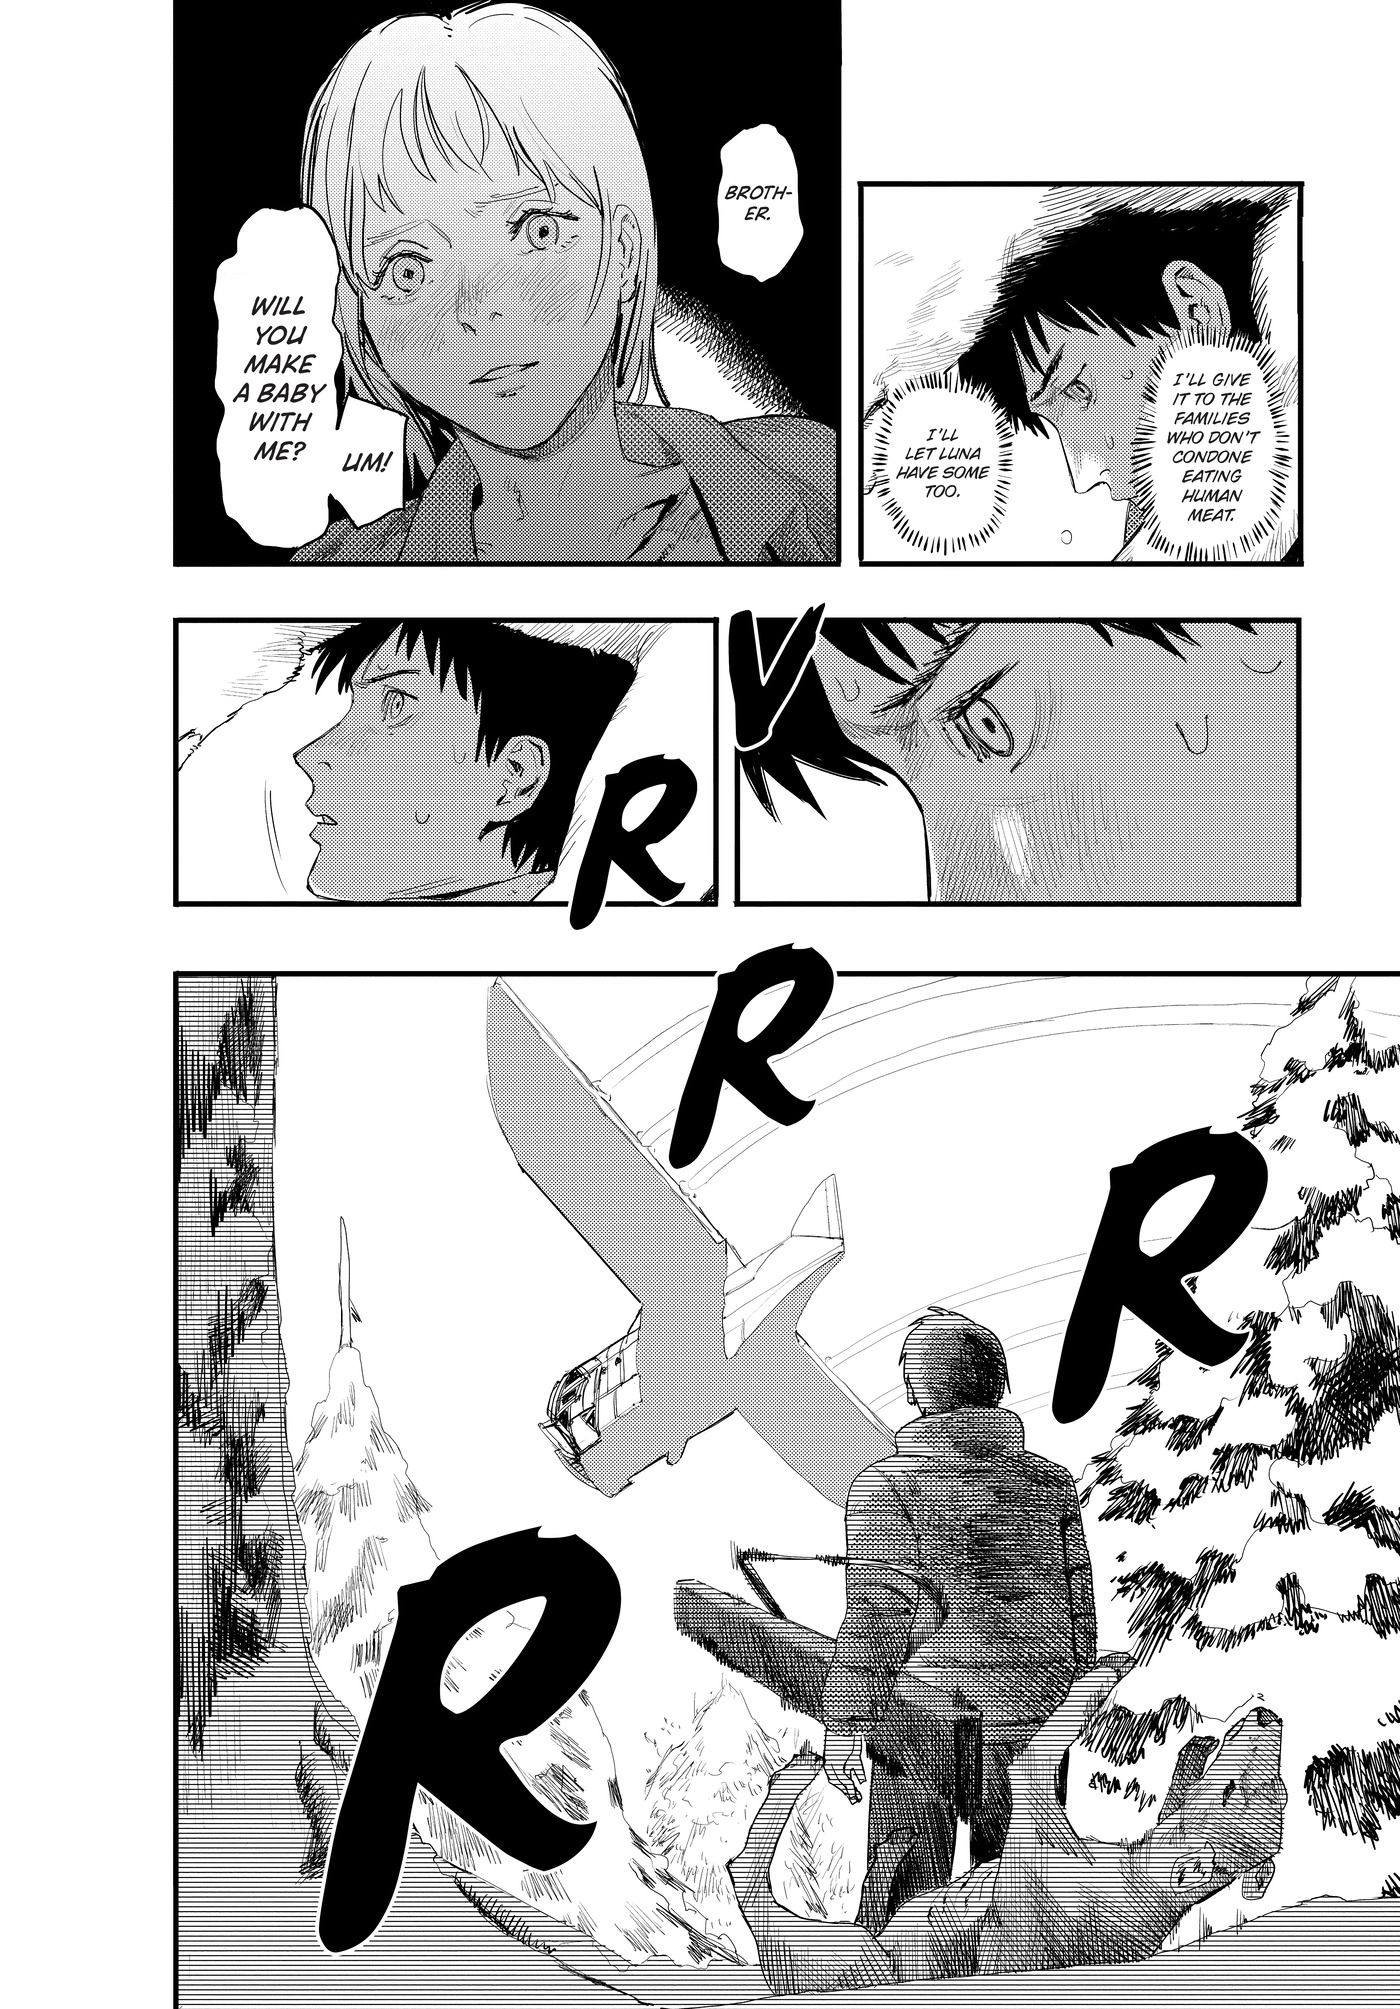 I'LL GIVE
IT TO THE
FAMILIES
WHO DON'T
CONDONE
EATING
HUMAN
MEAT.
I'LL
LET LUNA
HAVE SOME
TOO.
BROTH-
ER.
UM!
WILL
YOU
MAKE
A BABY
WITH
ME?
V
R
R
R
R